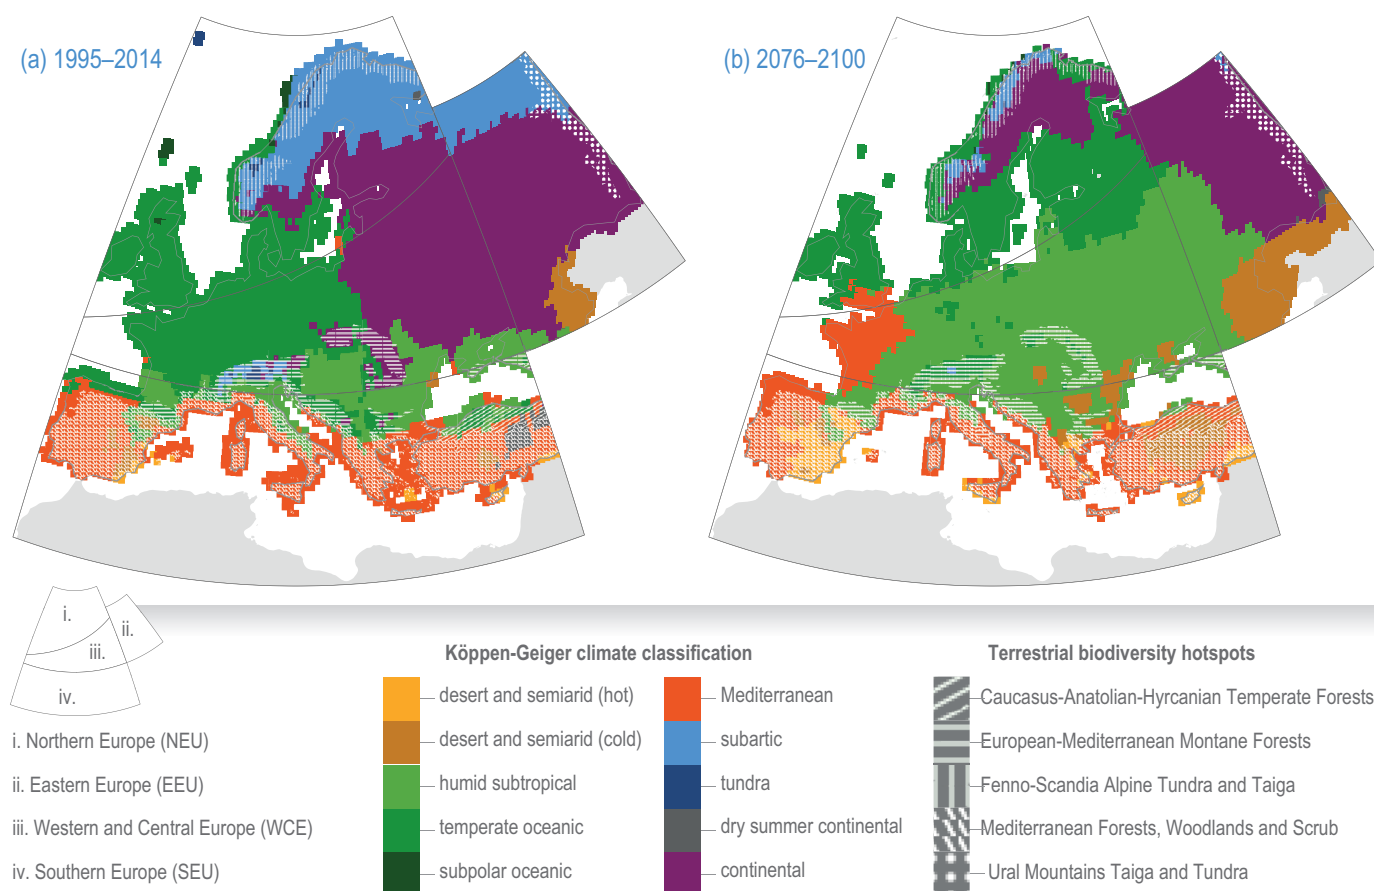 (a) 1995–2014
(b) 2076–2100
i.
ii.
iii.
iv.
i. Northern Europe (NEU)
ii. Eastern Europe (EEU)
iii. Western and Central Europe (WCE)
iv. Southern Europe (SEU)
Köppen-Geiger climate classification
desert and semiarid (hot)
desert and semiarid (cold)
humid subtropical
temperate oceanic
subpolar oceanic
Mediterranean
subartic
tundra
dry summer continental
continental
Terrestrial biodiversity hotspots
Caucasus-Anatolian-Hyrcanian Temperate Forests
European-Mediterranean Montane Forests
Fenno-Scandia Alpine Tundra and Taiga
Mediterranean Forests, Woodlands and Scrub
Ural Mountains Taiga and Tundra